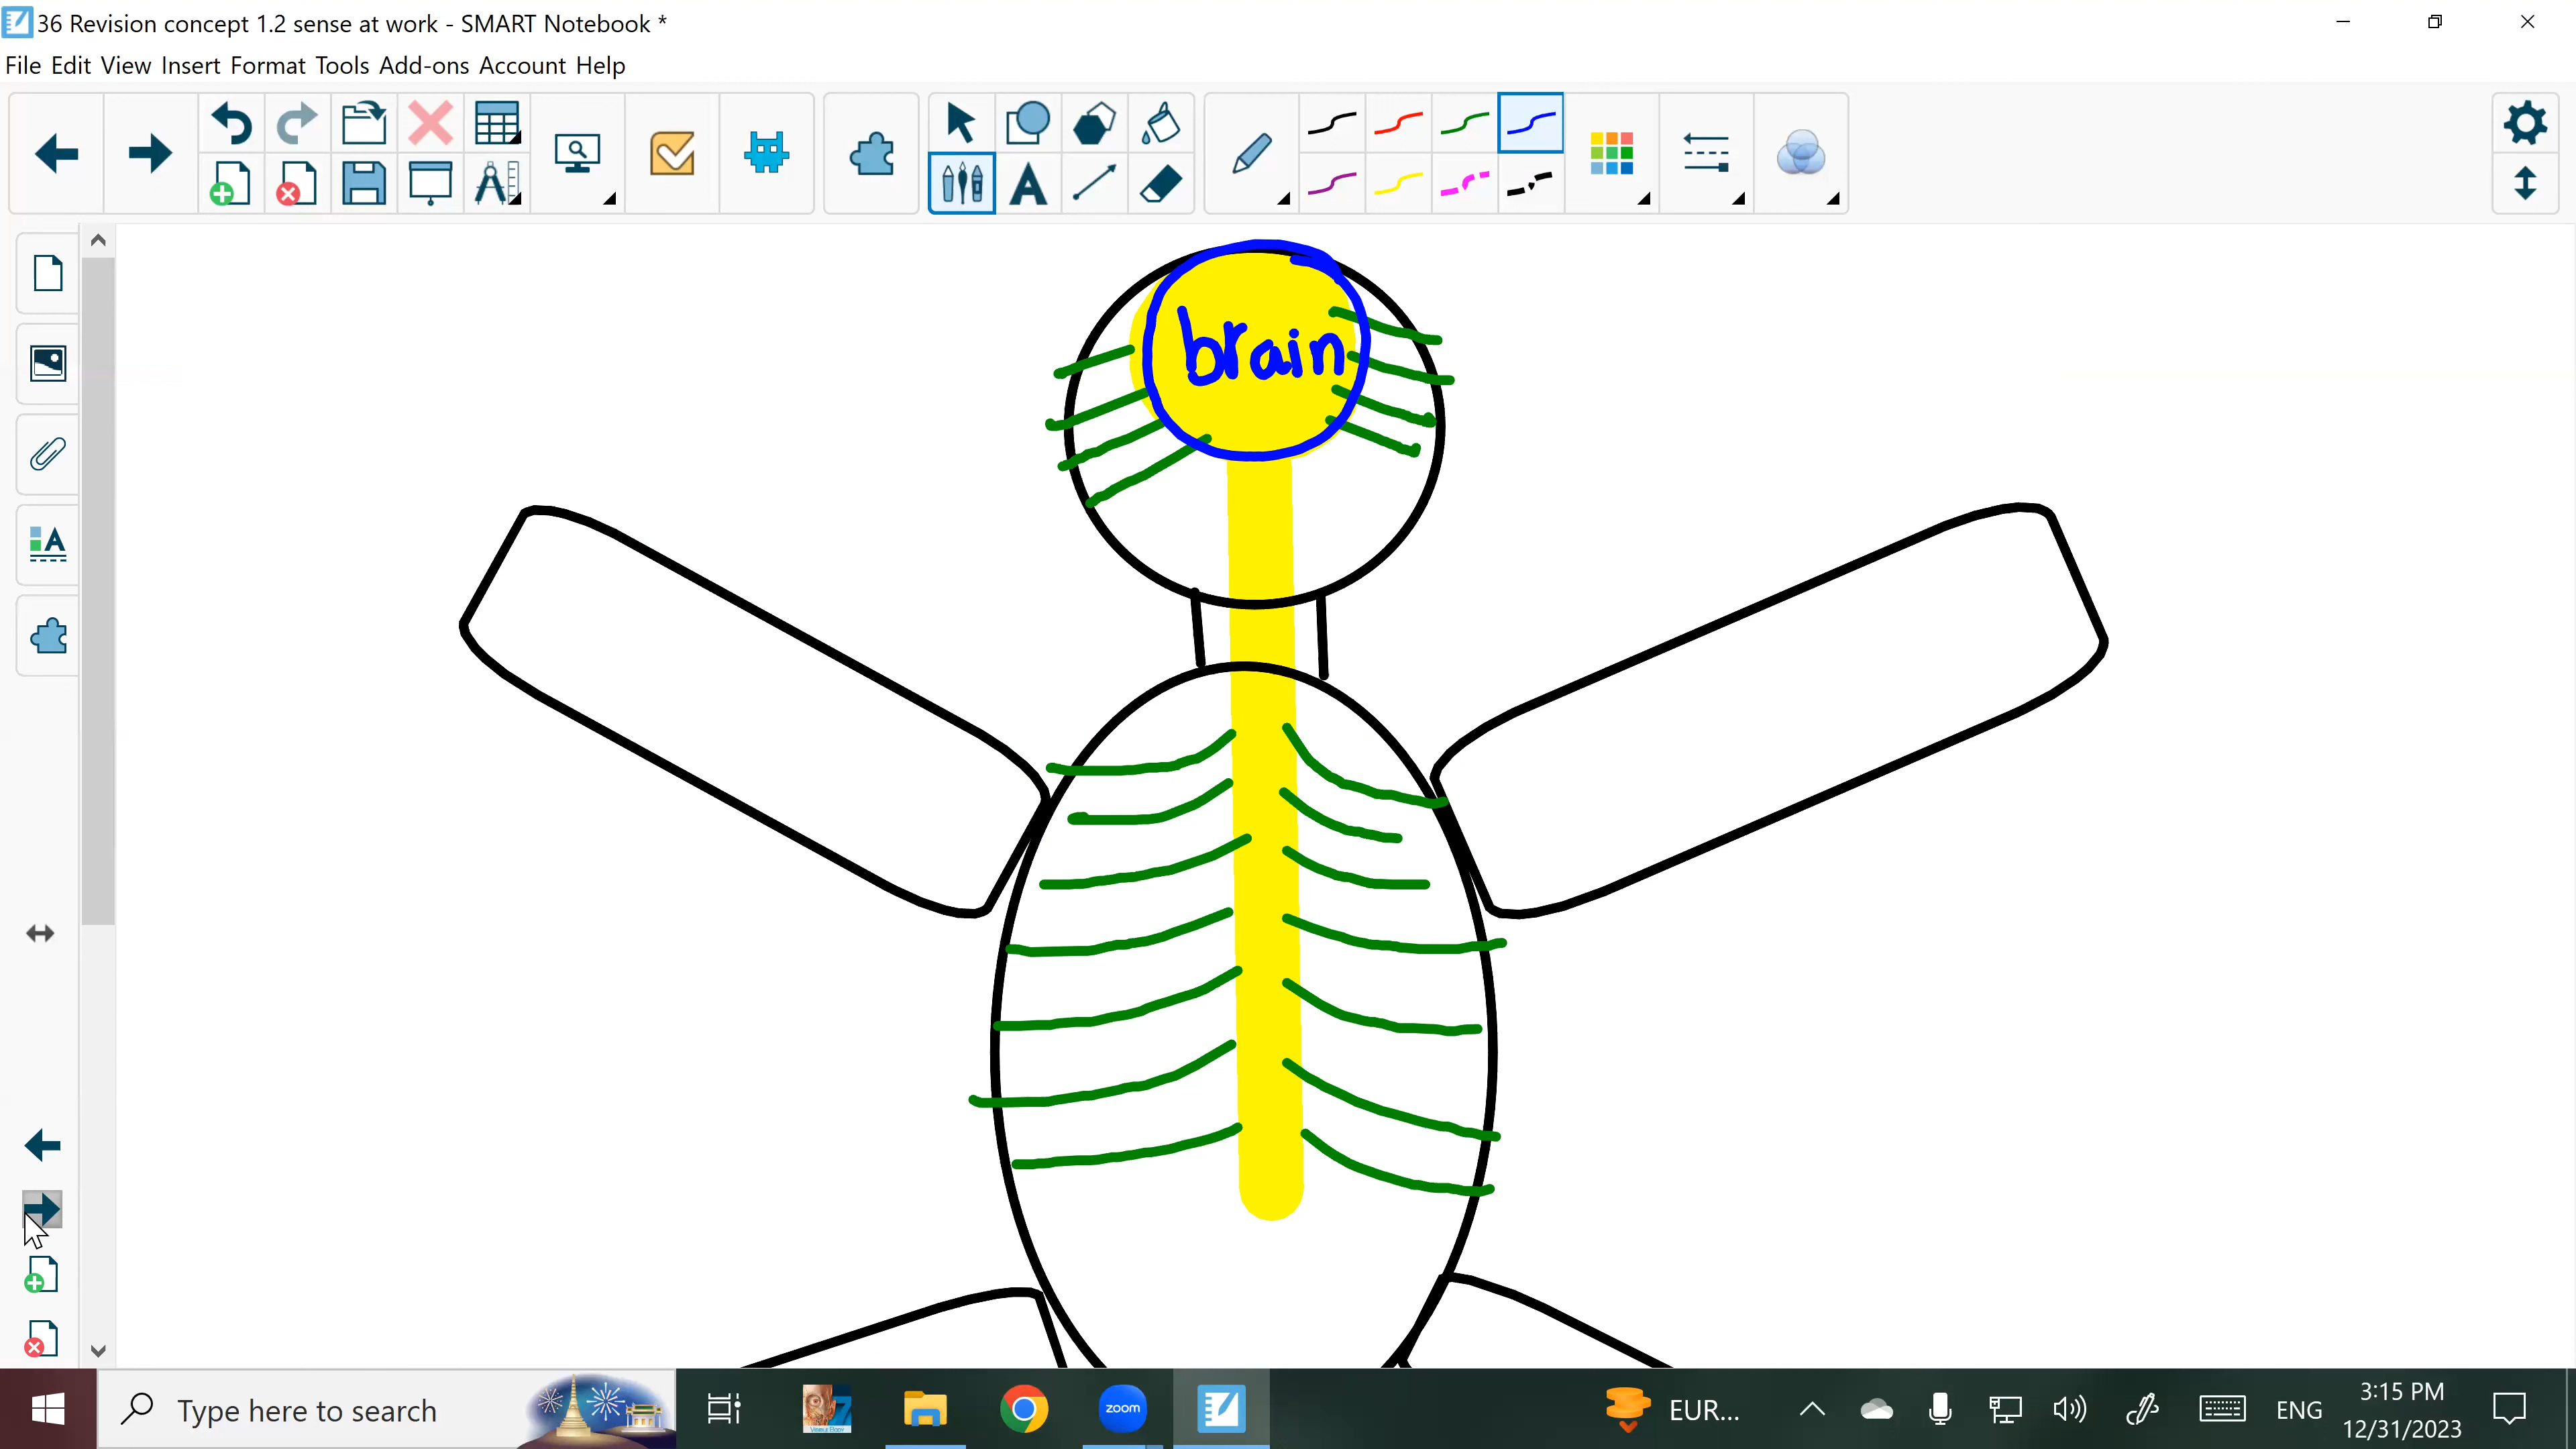 36 Revision concept 1.2 sense at work - SMART Notebook *
File Edit View Insert Format Tools Add-ons Account Help
brain
Type here to search
zoom
EUR...
ENG
3:15 PM
12/31/2023